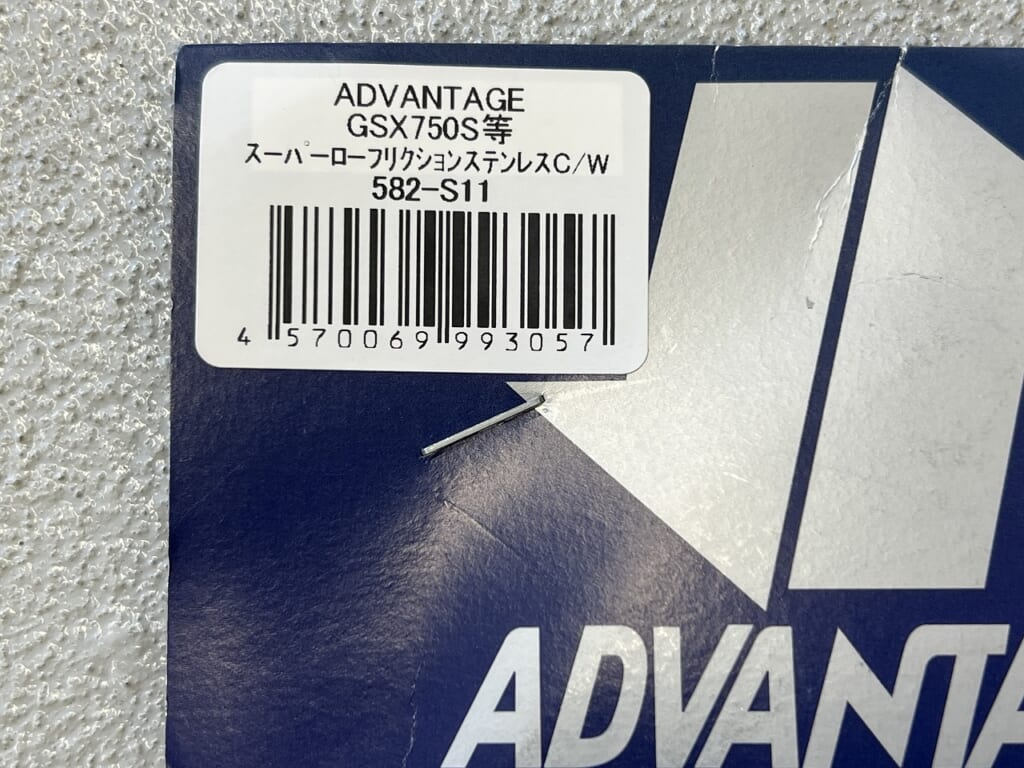 ADVANTAGE
GSX750S等
スーパーローフリクションステンレスC/W
582-S11
4 570069 993057
ADVANTA